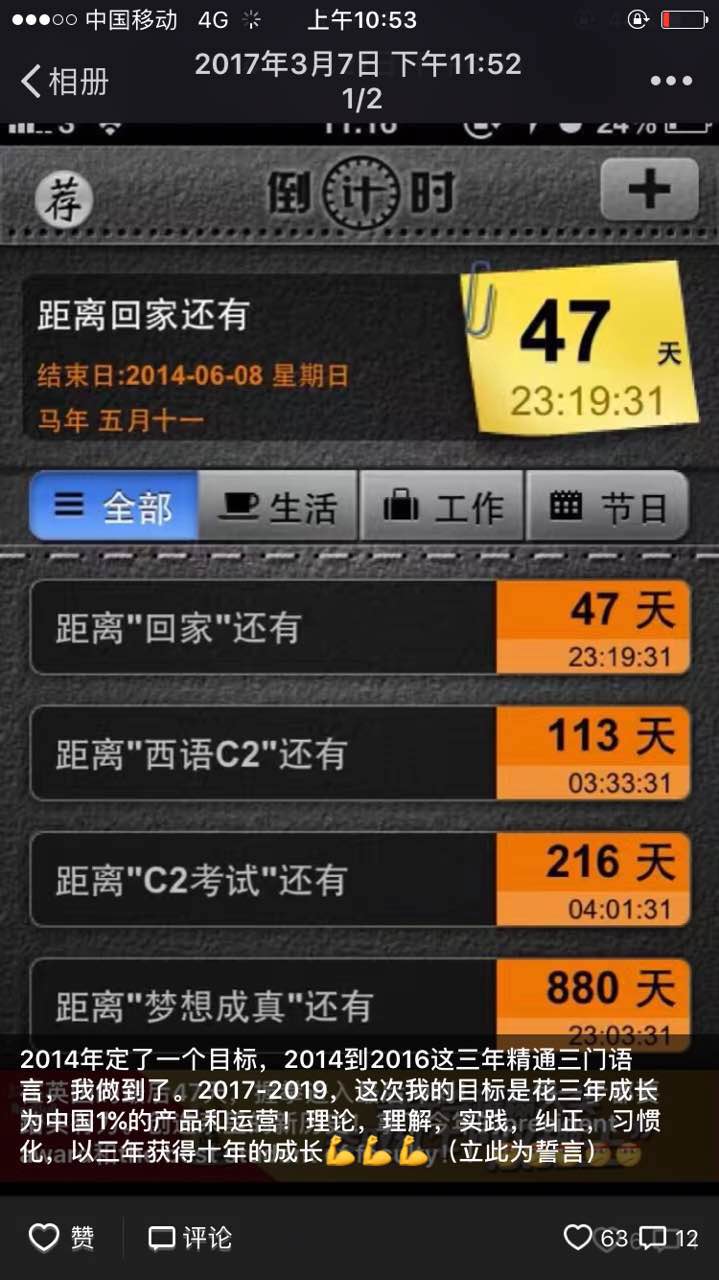 中国移动 4G 上午10:53
相册 2017年3月7日 下午11:52
1/2
24%
荐 倒计时
距离回家还有
47 天
结束日:2014-06-08 星期日
23:19:31
马年 五月十一
全部 生活 工作 节日
距离"回家"还有 47 天
23:19:31
距离"西语C2"还有 113 天
03:33:31
距离"C2考试"还有 216 天
04:01:31
距离"梦想成真"还有 880 天
23:03:31
2014年定了一个目标，2014到2016这三年精通三门语
言，我做到了。2017-2019，这次我的目标是花三年成长
为中国1%的产品和运营！理论，理解，实践，纠正，习惯
化，以三年获得十年的成长💪💪💪（立此为誓言）
赞 评论 63 12